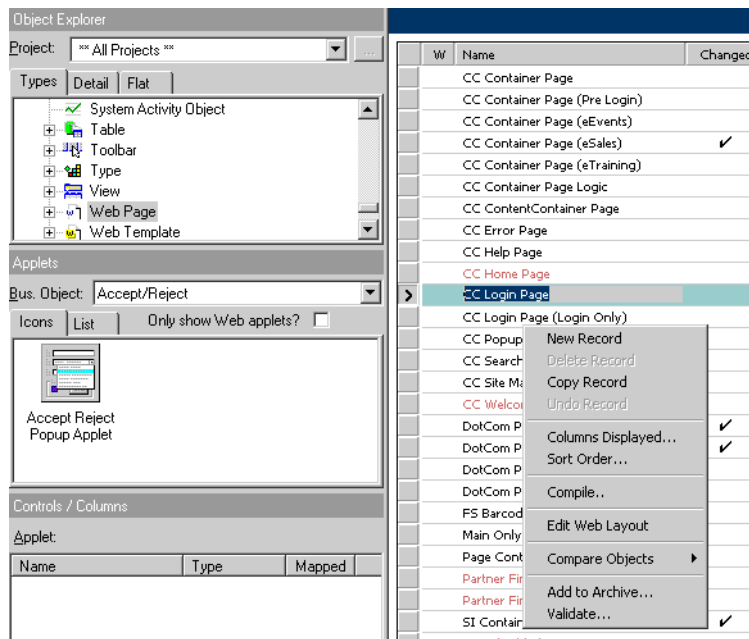 Object Explorer
Project: ** All Projects ** ...
Types Detail Flat
System Activity Object
Table
Toolbar
Type
View
Web Page
Web Template
Applets
Bus. Object: Accept/Reject
Icons List Only show Web applets?
Accept Reject
Popup Applet
Controls / Columns
Applet:
Name Type Mapped
W Name Changed
CC Container Page
CC Container Page (Pre Login)
CC Container Page (eEvents)
CC Container Page (eSales)
CC Container Page (eTraining)
CC Container Page Logic
CC ContentContainer Page
CC Error Page
CC Help Page
CC Home Page
CC Login Page
CC Login Page (Login Only)
CC Popup
CC Search
CC Site Ma
CC Welco
DotCom P
DotCom P
DotCom P
DotCom P
FS Barcod
Main Only
Page Cont
Partner Fir
Partner Fir
SI Contain
New Record
Delete Record
Copy Record
Undo Record
Columns Displayed...
Sort Order...
Compile..
Edit Web Layout
Compare Objects
Add to Archive...
Validate...